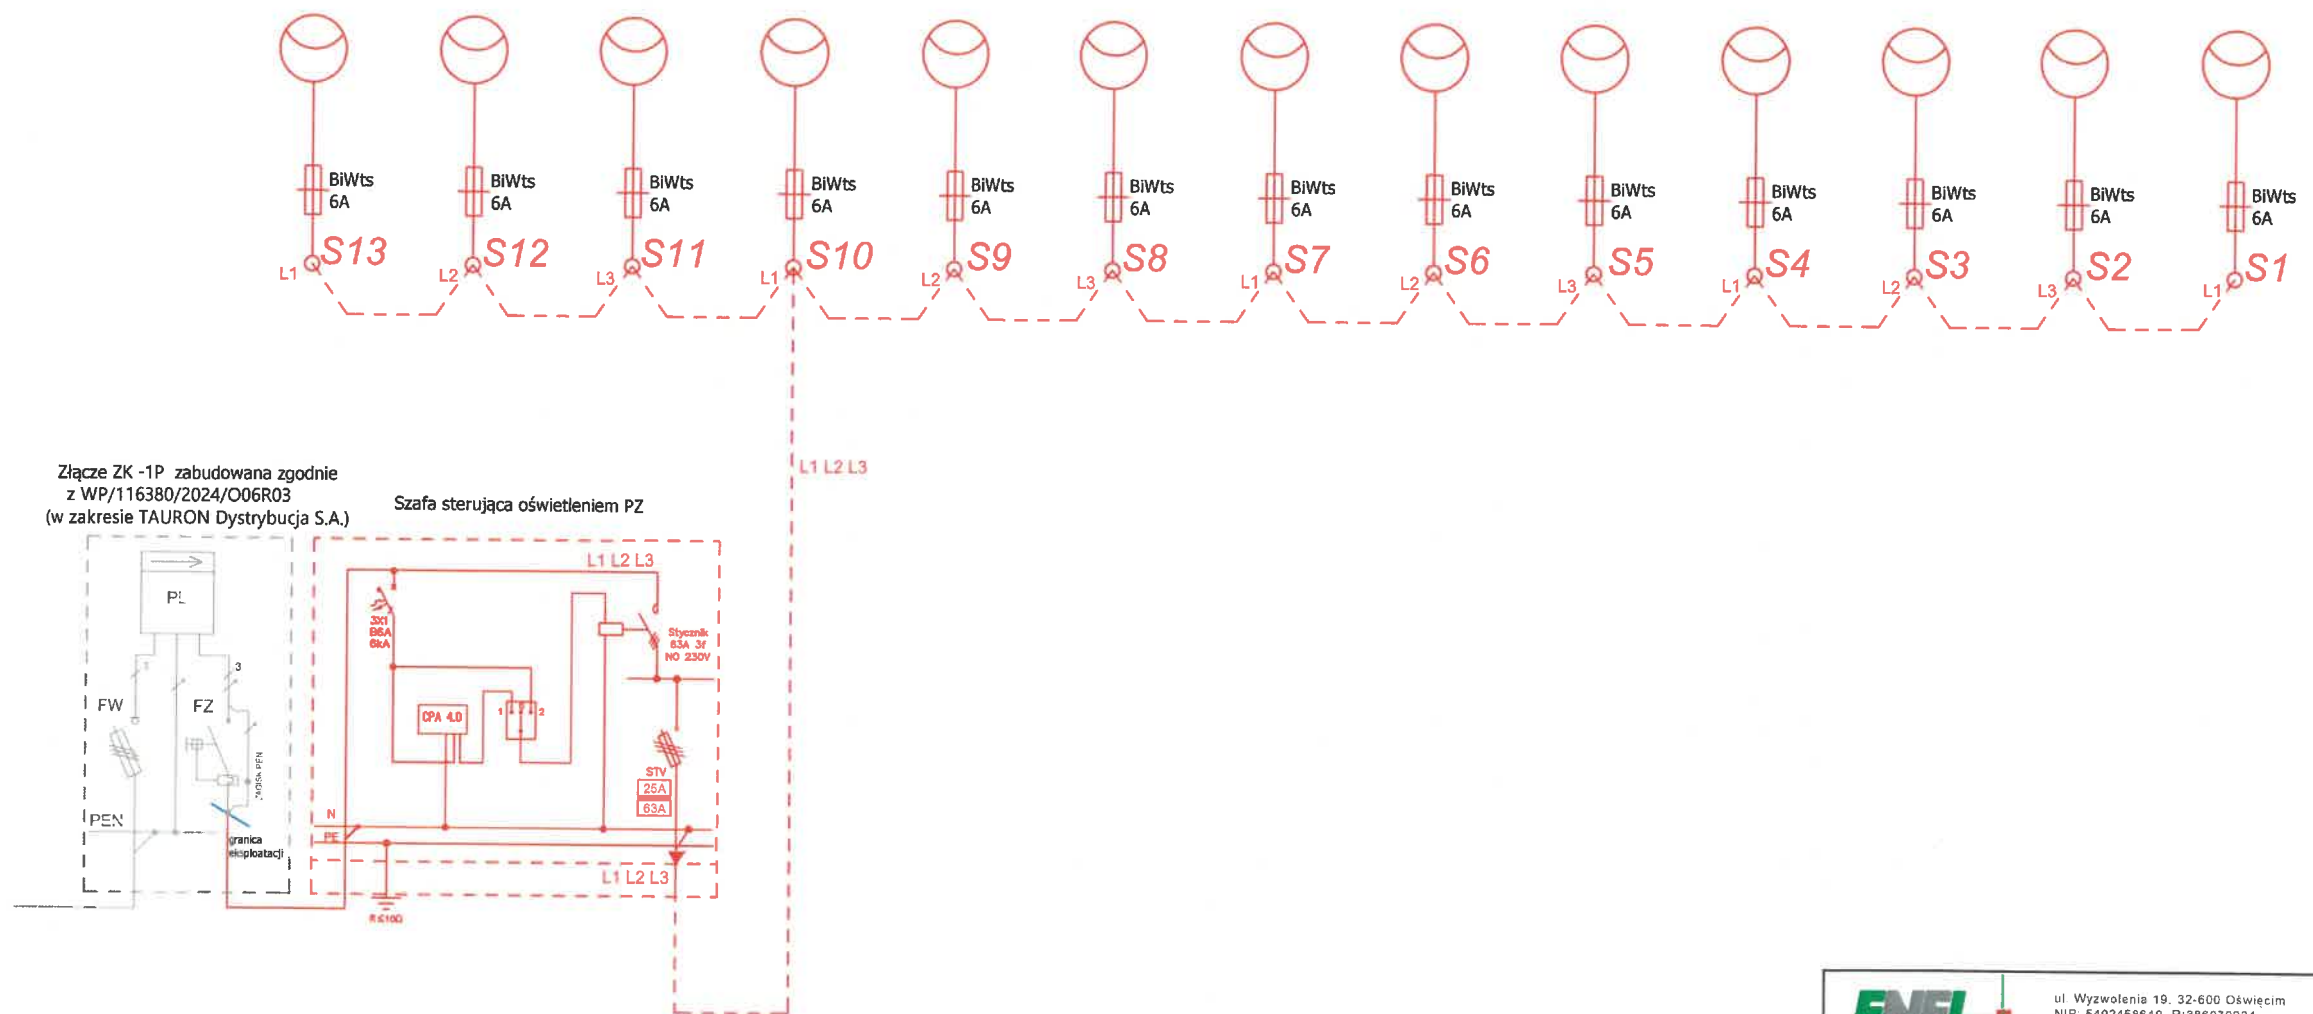 BiWts
6A
BiWts
6A
BiWts
6A
BiWts
6A
BiWts
6A
BiWts
6A
BiWts
6A
BiWts
6A
BiWts
6A
BiWts
6A
BiWts
6A
BiWts
6A
BiWts
6A
S13
S12
S11
S10
S9
S8
S7
S6
S5
S4
S3
S2
S1
L1
L2
L3
L1
L2
L3
L1
L2
L3
L1
L2
L3
L1
L1 L2 L3
Złącze ZK -1P zabudowana zgodnie
z WP/116380/2024/O06R03
(w zakresie TAURON Dystrybucja S.A.)
Szafa sterująca oświetleniem PZ
PL
3
FW
FZ
PEN
granica
eksploatacji
L1 L2 L3
3X1
B6A
6kA
Stycznik
63A 3f
NO 230V
CPA 4.0
1
2
STV
25A
63A
N
PE
L1 L2 L3
R≤10Ω
ul. Wyzwolenia 19, 32-600 Oświęcim